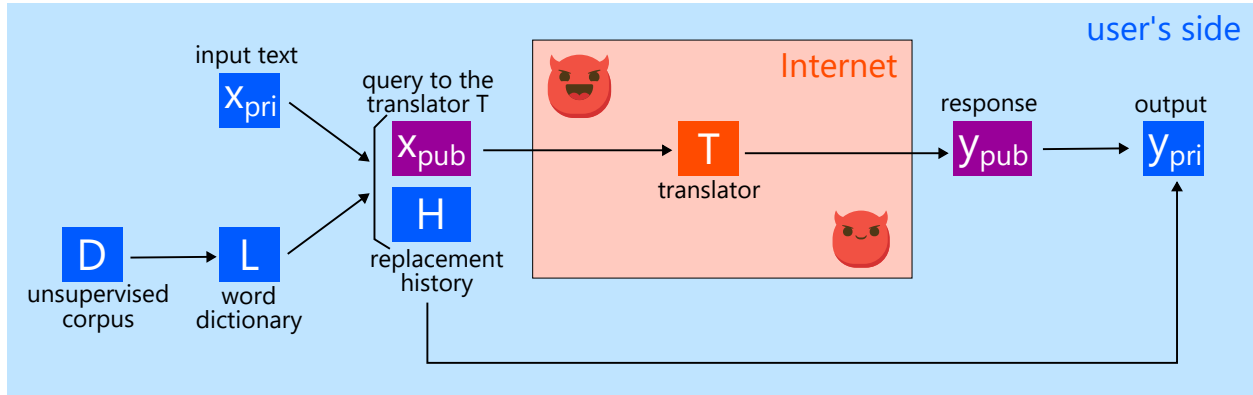 user's side
input text
x_pri
query to the
translator T
x_pub
H
replacement
history
D
unsupervised
corpus
L
word
dictionary
Internet
T
translator
response
y_pub
output
y_pri